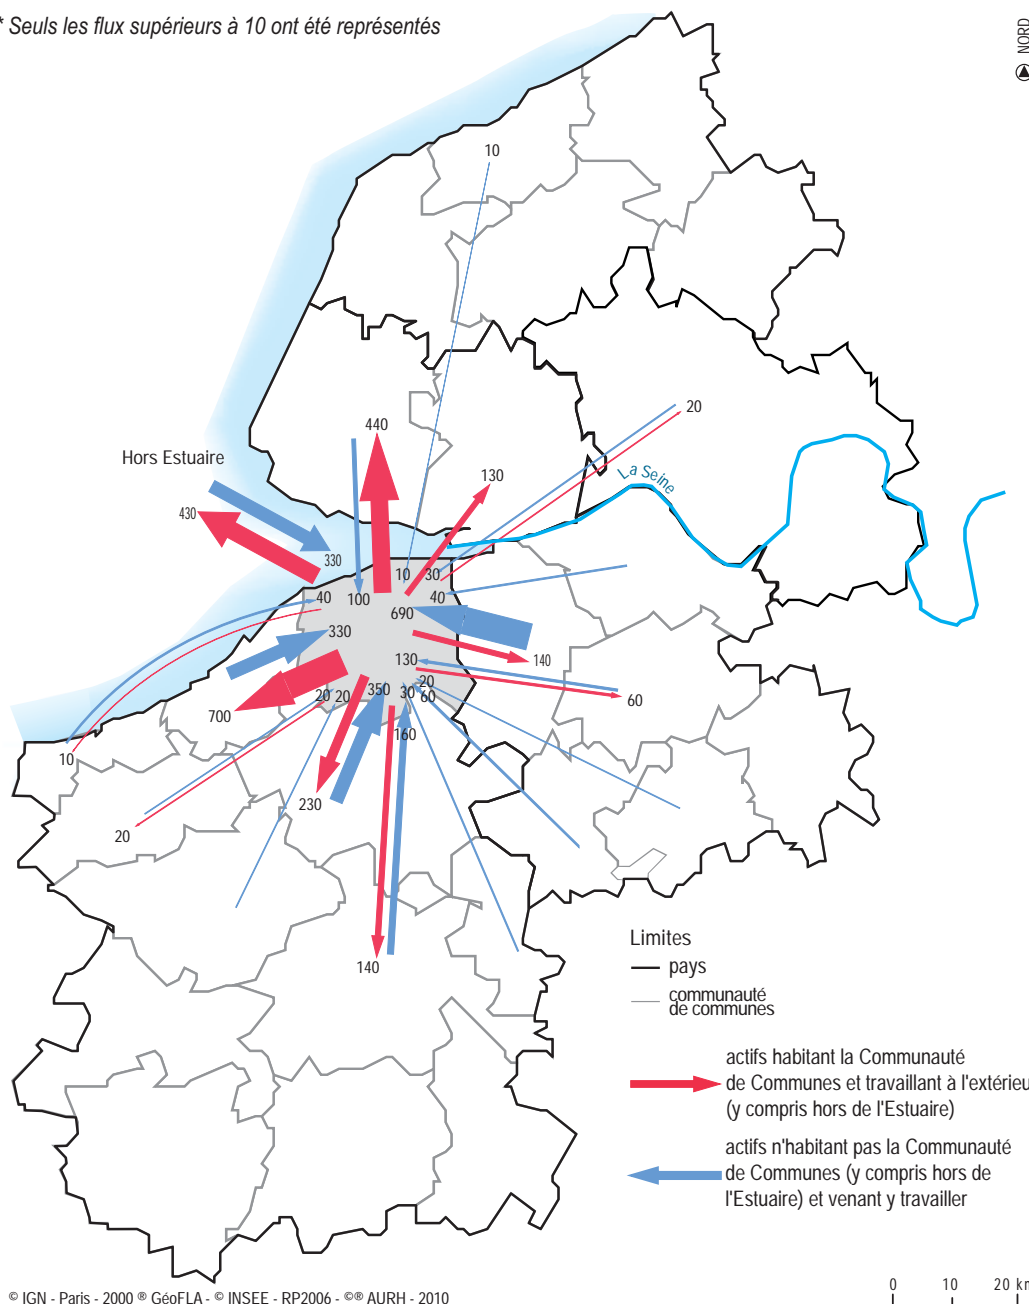 * Seuls les flux supérieurs à 10 ont été représentés
NORD
10
440
20
130
La Seine
Hors Estuaire
430
330
10
30
40
40
100
690
330
140
130
20
60
20
20
350
30
60
700
160
10
230
20
140
Limites
pays
communauté
de communes
actifs habitant la Communauté
de Communes et travaillant à l'extérieu
(y compris hors de l'Estuaire)
actifs n'habitant pas la Communauté
de Communes (y compris hors de
l'Estuaire) et venant y travailler
0 10 20 km
© IGN - Paris - 2000 ® GéoFLA - © INSEE - RP2006 - ©® AURH - 2010